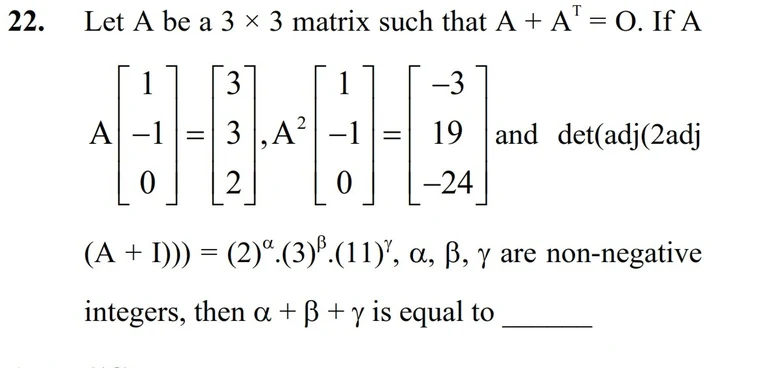 22. Let A be a 3 × 3 matrix such that A + Aᵀ = O. If A
A[1 −1 0] = [3 3 2], A²[1 −1 0] = [−3 19 −24] and det(adj(2adj
(A + I))) = (2)ᵅ.(3)ᵝ.(11)ᵞ, α, β, γ are non-negative
integers, then α + β + γ is equal to ______